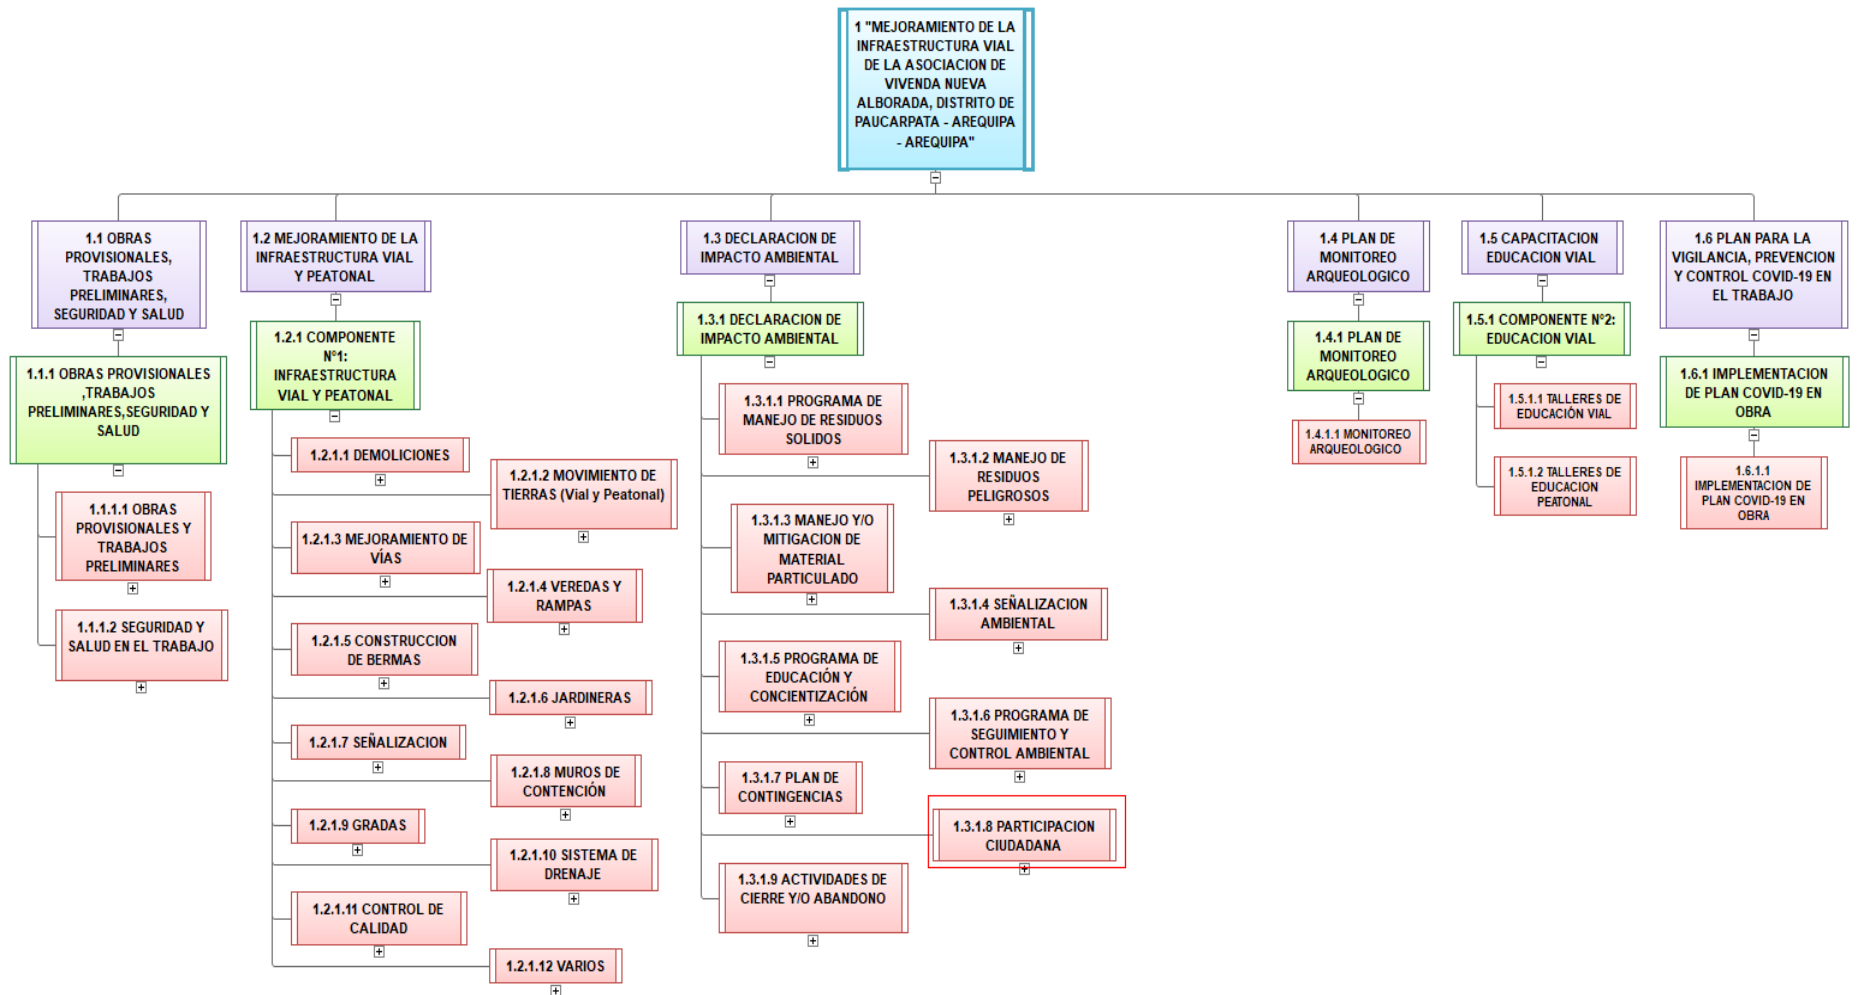 1 "MEJORAMIENTO DE LA
INFRAESTRUCTURA VIAL
DE LA ASOCIACION DE
VIVENDA NUEVA
ALBORADA, DISTRITO DE
PAUCARPATA - AREQUIPA
- AREQUIPA"
1.1 OBRAS
PROVISIONALES,
TRABAJOS
PRELIMINARES,
SEGURIDAD Y SALUD
1.1.1 OBRAS PROVISIONALES
,TRABAJOS
PRELIMINARES,SEGURIDAD Y
SALUD
1.1.1.1 OBRAS
PROVISIONALES Y
TRABAJOS
PRELIMINARES
1.1.1.2 SEGURIDAD Y
SALUD EN EL TRABAJO
1.2 MEJORAMIENTO DE LA
INFRAESTRUCTURA VIAL
Y PEATONAL
1.2.1 COMPONENTE
Nº1:
INFRAESTRUCTURA
VIAL Y PEATONAL
1.2.1.1 DEMOLICIONES
1.2.1.2 MOVIMIENTO DE
TIERRAS (Vial y Peatonal)
1.2.1.3 MEJORAMIENTO DE
VÍAS
1.2.1.4 VEREDAS Y
RAMPAS
1.2.1.5 CONSTRUCCION
DE BERMAS
1.2.1.6 JARDINERAS
1.2.1.7 SEÑALIZACION
1.2.1.8 MUROS DE
CONTENCIÓN
1.2.1.9 GRADAS
1.2.1.10 SISTEMA DE
DRENAJE
1.2.1.11 CONTROL DE
CALIDAD
1.2.1.12 VARIOS
1.3 DECLARACION DE
IMPACTO AMBIENTAL
1.3.1 DECLARACION DE
IMPACTO AMBIENTAL
1.3.1.1 PROGRAMA DE
MANEJO DE RESIDUOS
SOLIDOS
1.3.1.2 MANEJO DE
RESIDUOS
PELIGROSOS
1.3.1.3 MANEJO Y/O
MITIGACION DE
MATERIAL
PARTICULADO
1.3.1.4 SEÑALIZACION
AMBIENTAL
1.3.1.5 PROGRAMA DE
EDUCACIÓN Y
CONCIENTIZACIÓN
1.3.1.6 PROGRAMA DE
SEGUIMIENTO Y
CONTROL AMBIENTAL
1.3.1.7 PLAN DE
CONTINGENCIAS
1.3.1.8 PARTICIPACION
CIUDADANA
1.3.1.9 ACTIVIDADES DE
CIERRE Y/O ABANDONO
1.4 PLAN DE
MONITOREO
ARQUEOLOGICO
1.4.1 PLAN DE
MONITOREO
ARQUEOLOGICO
1.4.1.1 MONITOREO
ARQUEOLOGICO
1.5 CAPACITACION
EDUCACION VIAL
1.5.1 COMPONENTE Nº2:
EDUCACION VIAL
1.5.1.1 TALLERES DE
EDUCACIÓN VIAL
1.5.1.2 TALLERES DE
EDUCACION
PEATONAL
1.6 PLAN PARA LA
VIGILANCIA, PREVENCION
Y CONTROL COVID-19 EN
EL TRABAJO
1.6.1 IMPLEMENTACION
DE PLAN COVID-19 EN
OBRA
1.6.1.1
IMPLEMENTACION DE
PLAN COVID-19 EN
OBRA